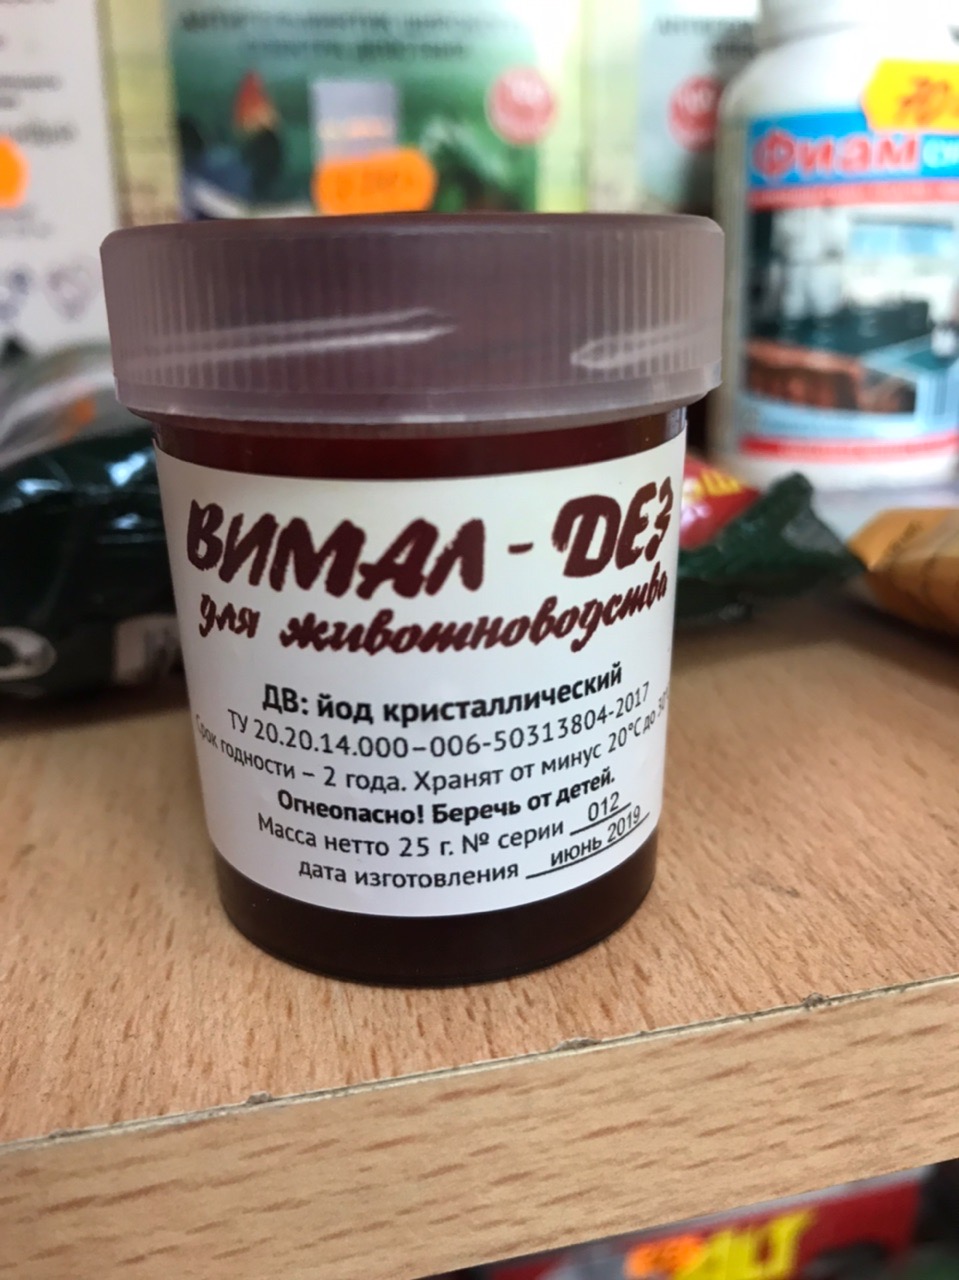 Фиам
ВИМАЛ - ДЕЗ
для животноводства
ДВ: йод кристаллический
ТУ 20.20.14.000–006-50313804-2017
Срок годности – 2 года. Хранят от минус 20°С до 30°
Огнеопасно! Беречь от детей.
Масса нетто 25 г. № серии 012
дата изготовления июнь 2019